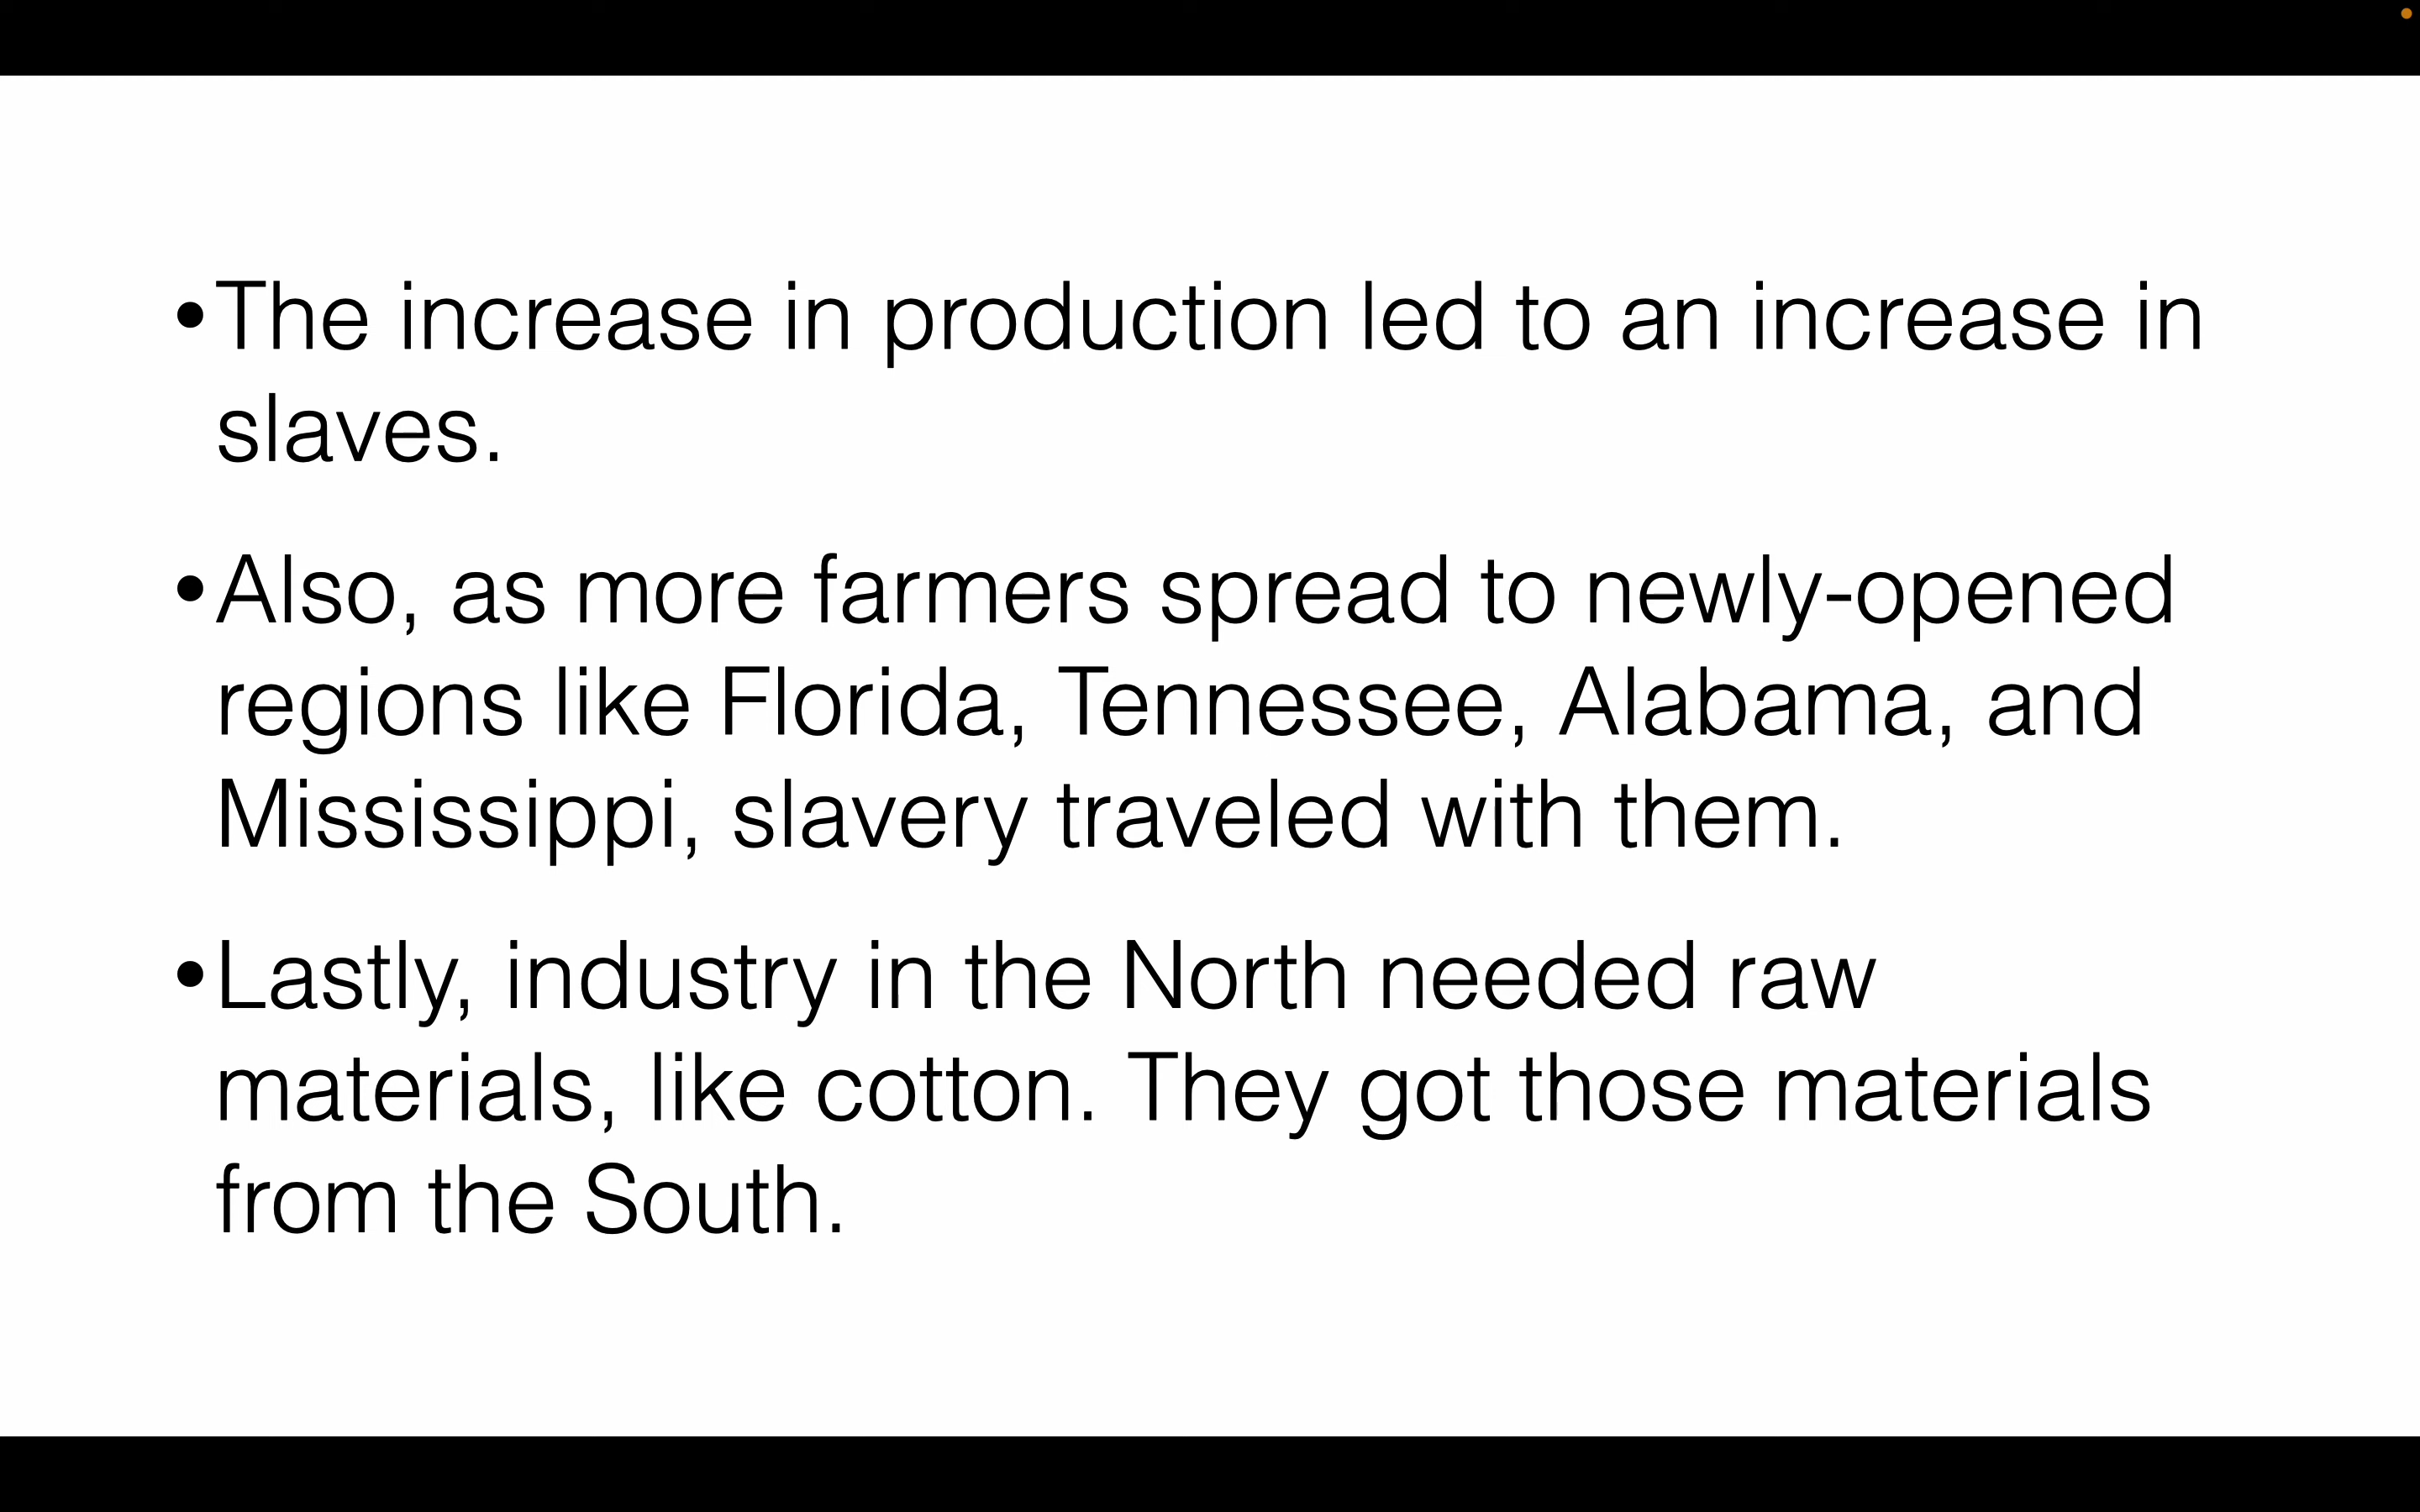 •The increase in production led to an increase in
slaves.
•Also, as more farmers spread to newly-opened
regions like Florida, Tennessee, Alabama, and
Mississippi, slavery traveled with them.
•Lastly, industry in the North needed raw
materials, like cotton. They got those materials
from the South.